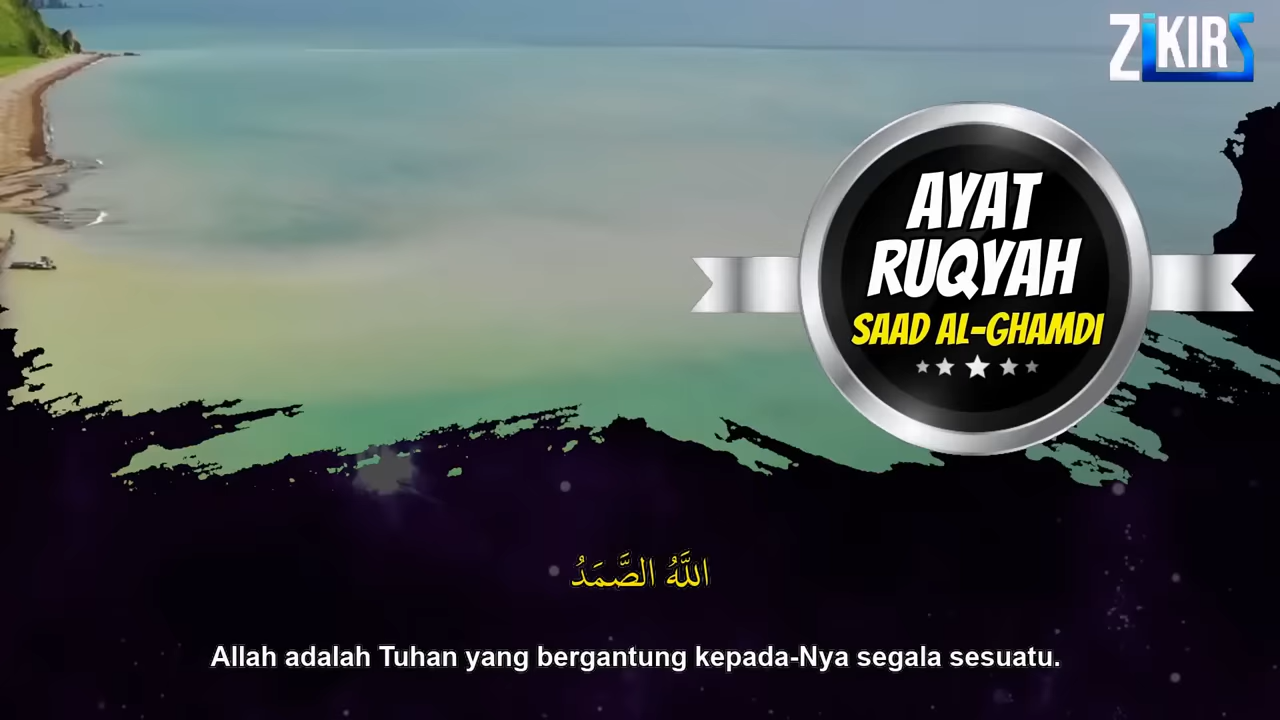 ZIKIRS
AYAT
RUQYAH
SAAD AL-GHAMDI
اللَّهُ الصَّمَدُ
Allah adalah Tuhan yang bergantung kepada-Nya segala sesuatu.